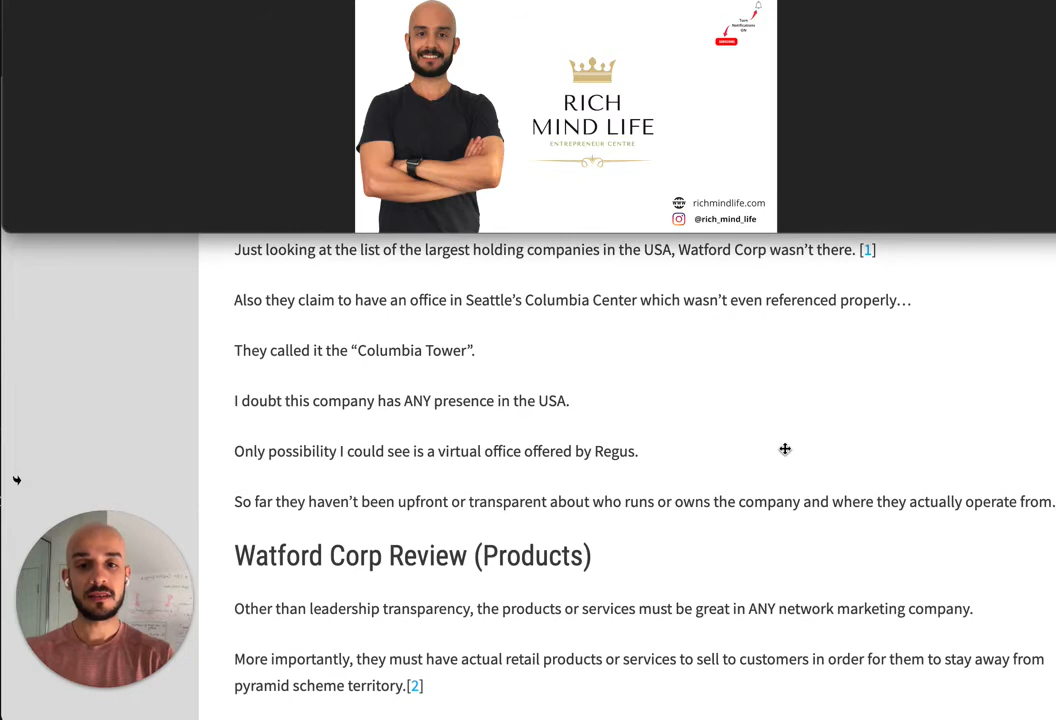 Turn
Notifications
ON
SUBSCRIBE
RICH
MIND LIFE
ENTREPRENEUR CENTRE
www richmindlife.com
@rich_mind_life
Just looking at the list of the largest holding companies in the USA, Watford Corp wasn’t there. [1]
Also they claim to have an office in Seattle’s Columbia Center which wasn’t even referenced properly…
They called it the “Columbia Tower”.
I doubt this company has ANY presence in the USA.
Only possibility I could see is a virtual office offered by Regus.
So far they haven’t been upfront or transparent about who runs or owns the company and where they actually operate from.
Watford Corp Review (Products)
Other than leadership transparency, the products or services must be great in ANY network marketing company.
More importantly, they must have actual retail products or services to sell to customers in order for them to stay away from
pyramid scheme territory.[2]